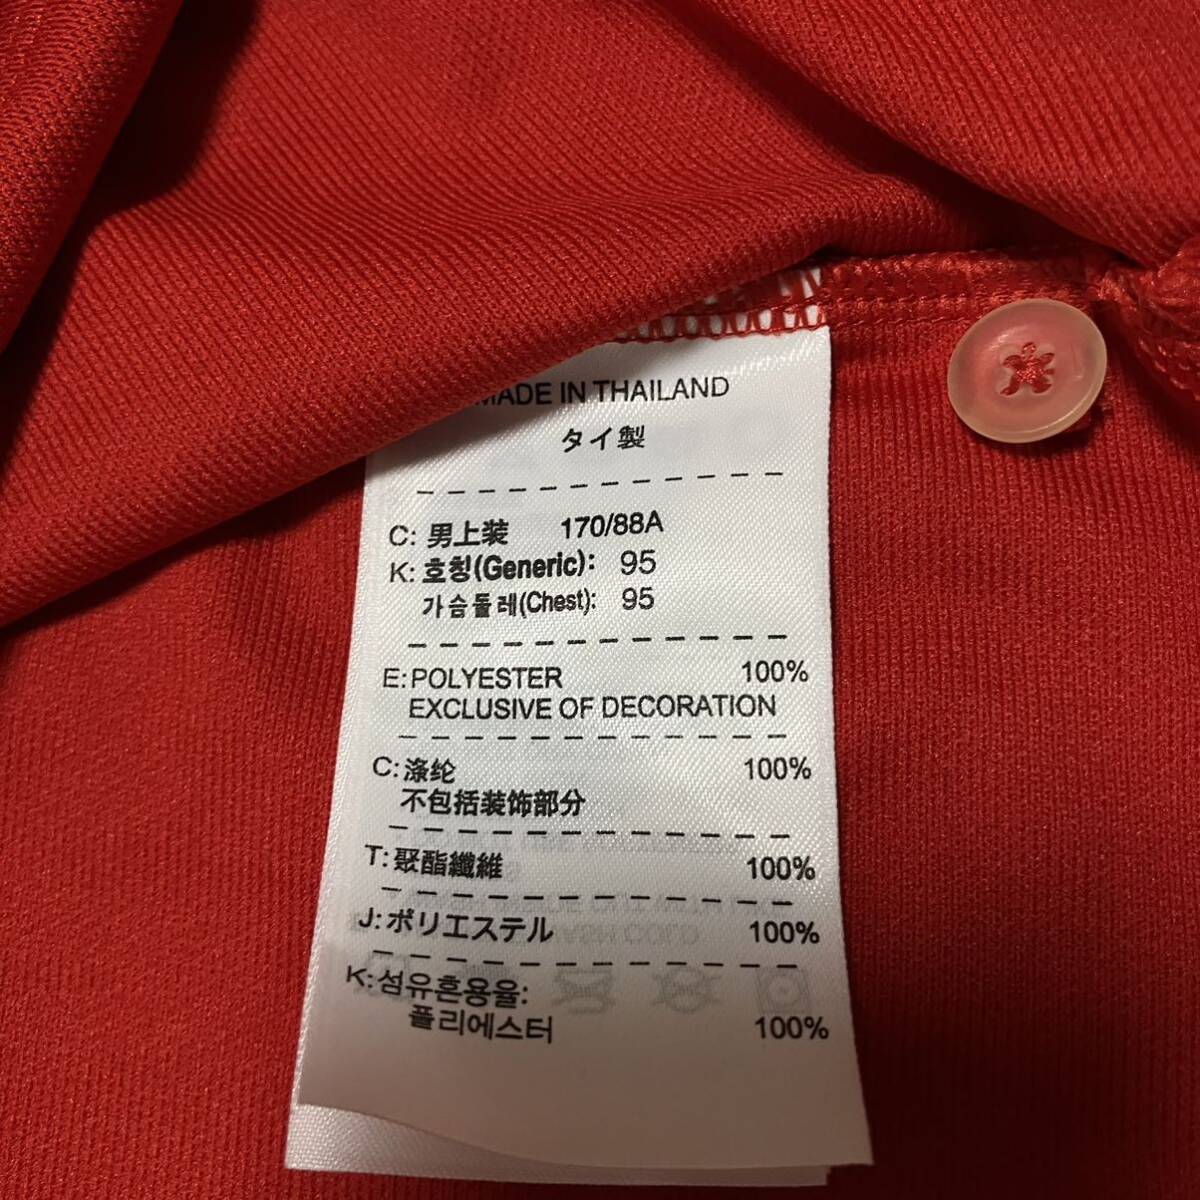 MADE IN THAILAND
タイ製
C: 男上装 170/88A
K: 호칭(Generic): 95
가슴둘레(Chest): 95
E: POLYESTER 100%
EXCLUSIVE OF DECORATION
C: 涤纶 100%
不包括装饰部分
T: 聚酯纖維 100%
J: ポリエステル 100%
K: 섬유혼용율:
폴리에스터 100%